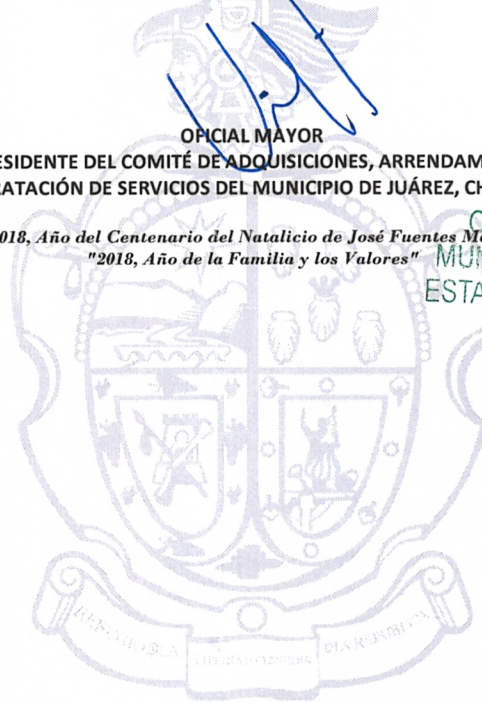 OFICIAL MAYOR
ESIDENTE DEL COMITÉ DE ADQUISICIONES, ARRENDAM
RATACIÓN DE SERVICIOS DEL MUNICIPIO DE JUÁREZ, CH
018, Año del Centenario del Natalicio de José Fuentes Ma
"2018, Año de la Familia y los Valores"
MUN
ESTA